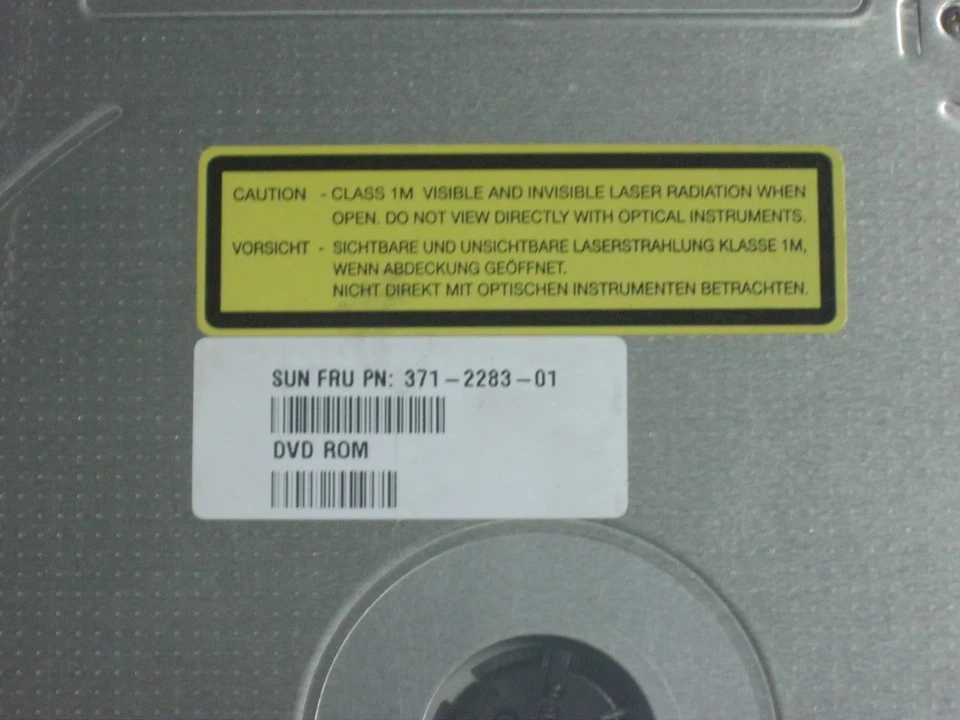 CAUTION - CLASS 1M VISIBLE AND INVISIBLE LASER RADIATION WHEN
OPEN. DO NOT VIEW DIRECTLY WITH OPTICAL INSTRUMENTS.
VORSICHT - SICHTBARE UND UNSICHTBARE LASERSTRAHLUNG KLASSE 1M,
WENN ABDECKUNG GEÖFFNET.
NICHT DIREKT MIT OPTISCHEN INSTRUMENTEN BETRACHTEN.
SUN FRU PN: 371-2283-01
DVD ROM